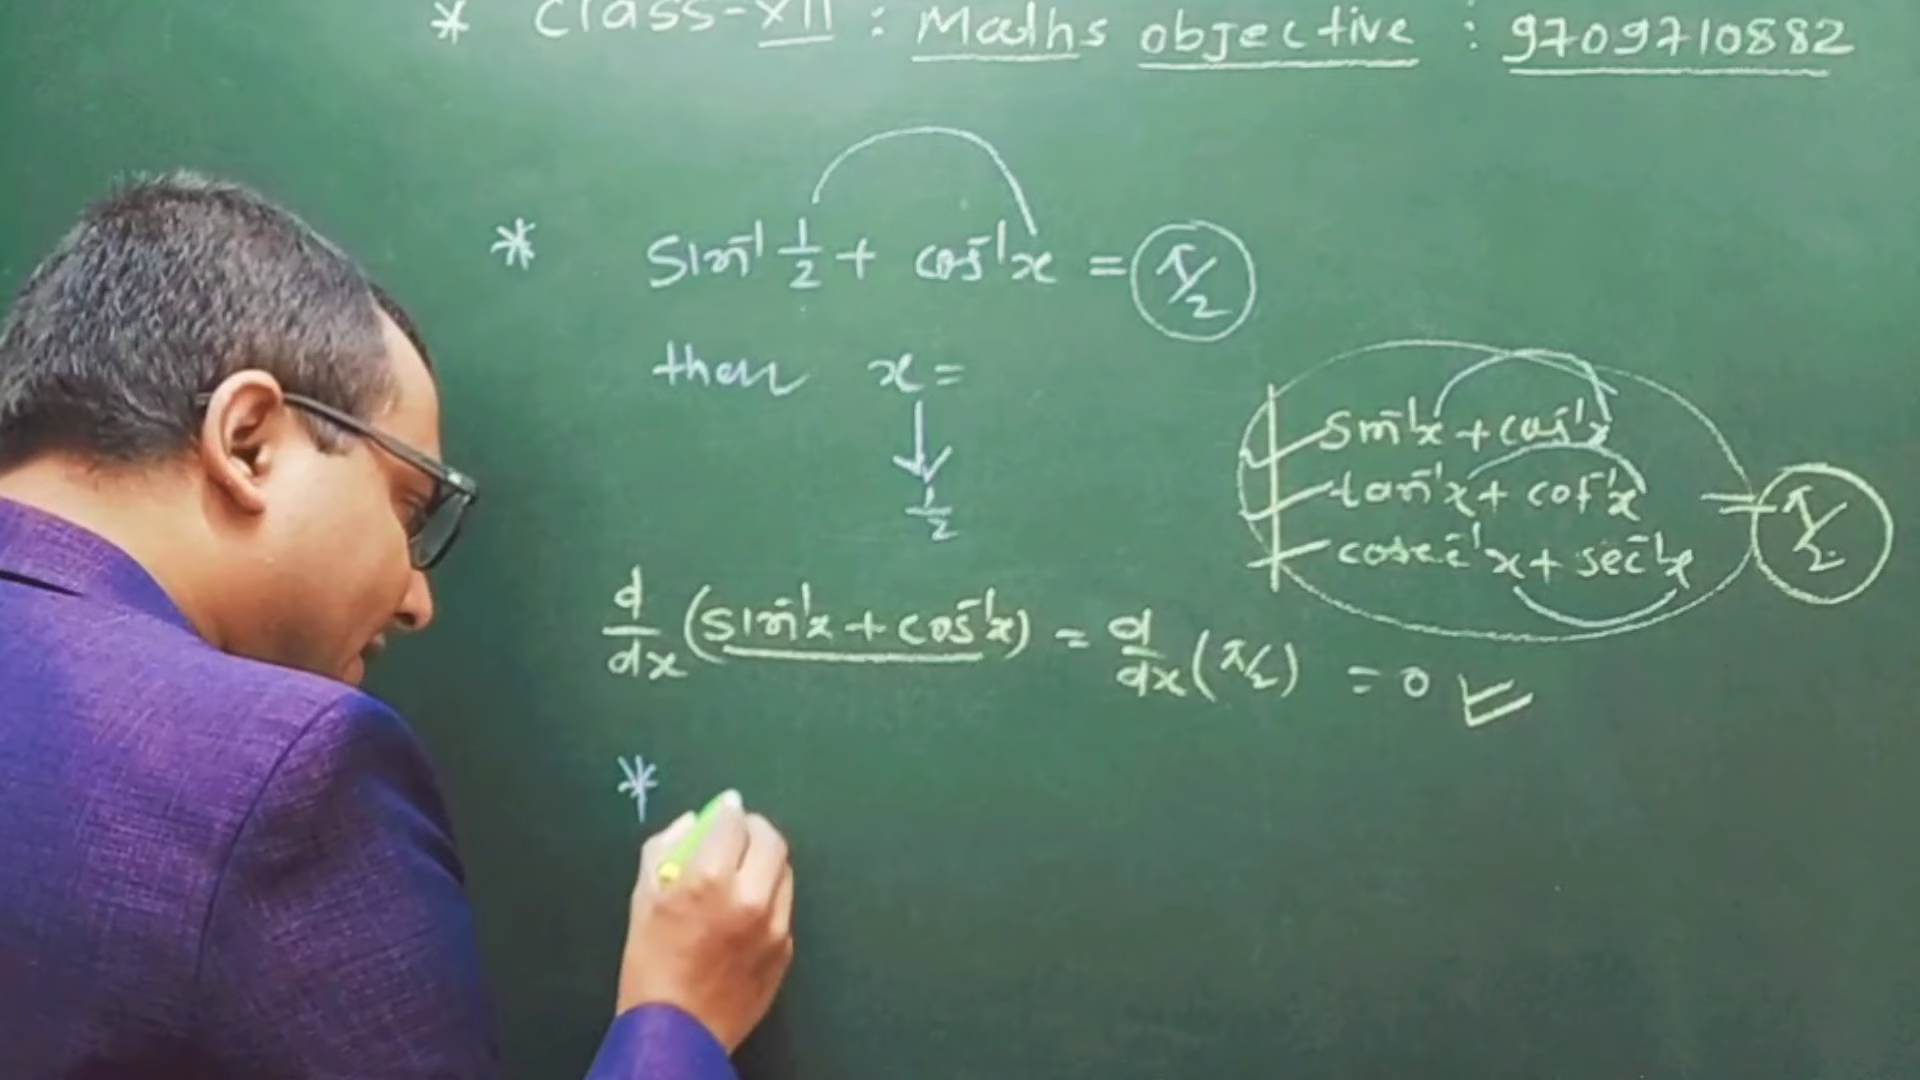 * Class-XII : Maths objective : 9709710882
* sin⁻¹ 1/2 + cos⁻¹x = π/2
then x =
↓
1/2
sin⁻¹x + cos⁻¹x
tan⁻¹x + cot⁻¹x = π/2
cosec⁻¹x + sec⁻¹x
d/dx (sin⁻¹x + cos⁻¹x) = d/dx (π/2) = 0
*